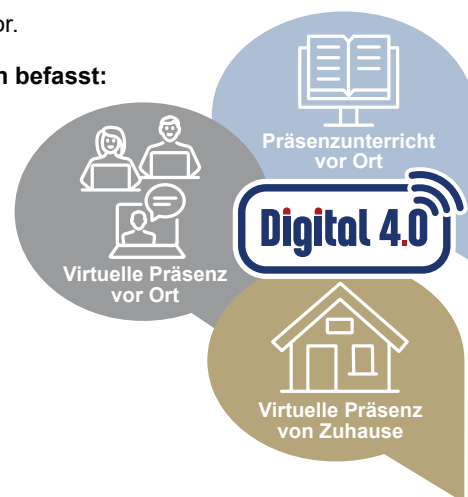 or.
n befasst:
Präsenzunterricht
vor Ort
Digital 4.0
Virtuelle Präsenz
vor Ort
Virtuelle Präsenz
von Zuhause